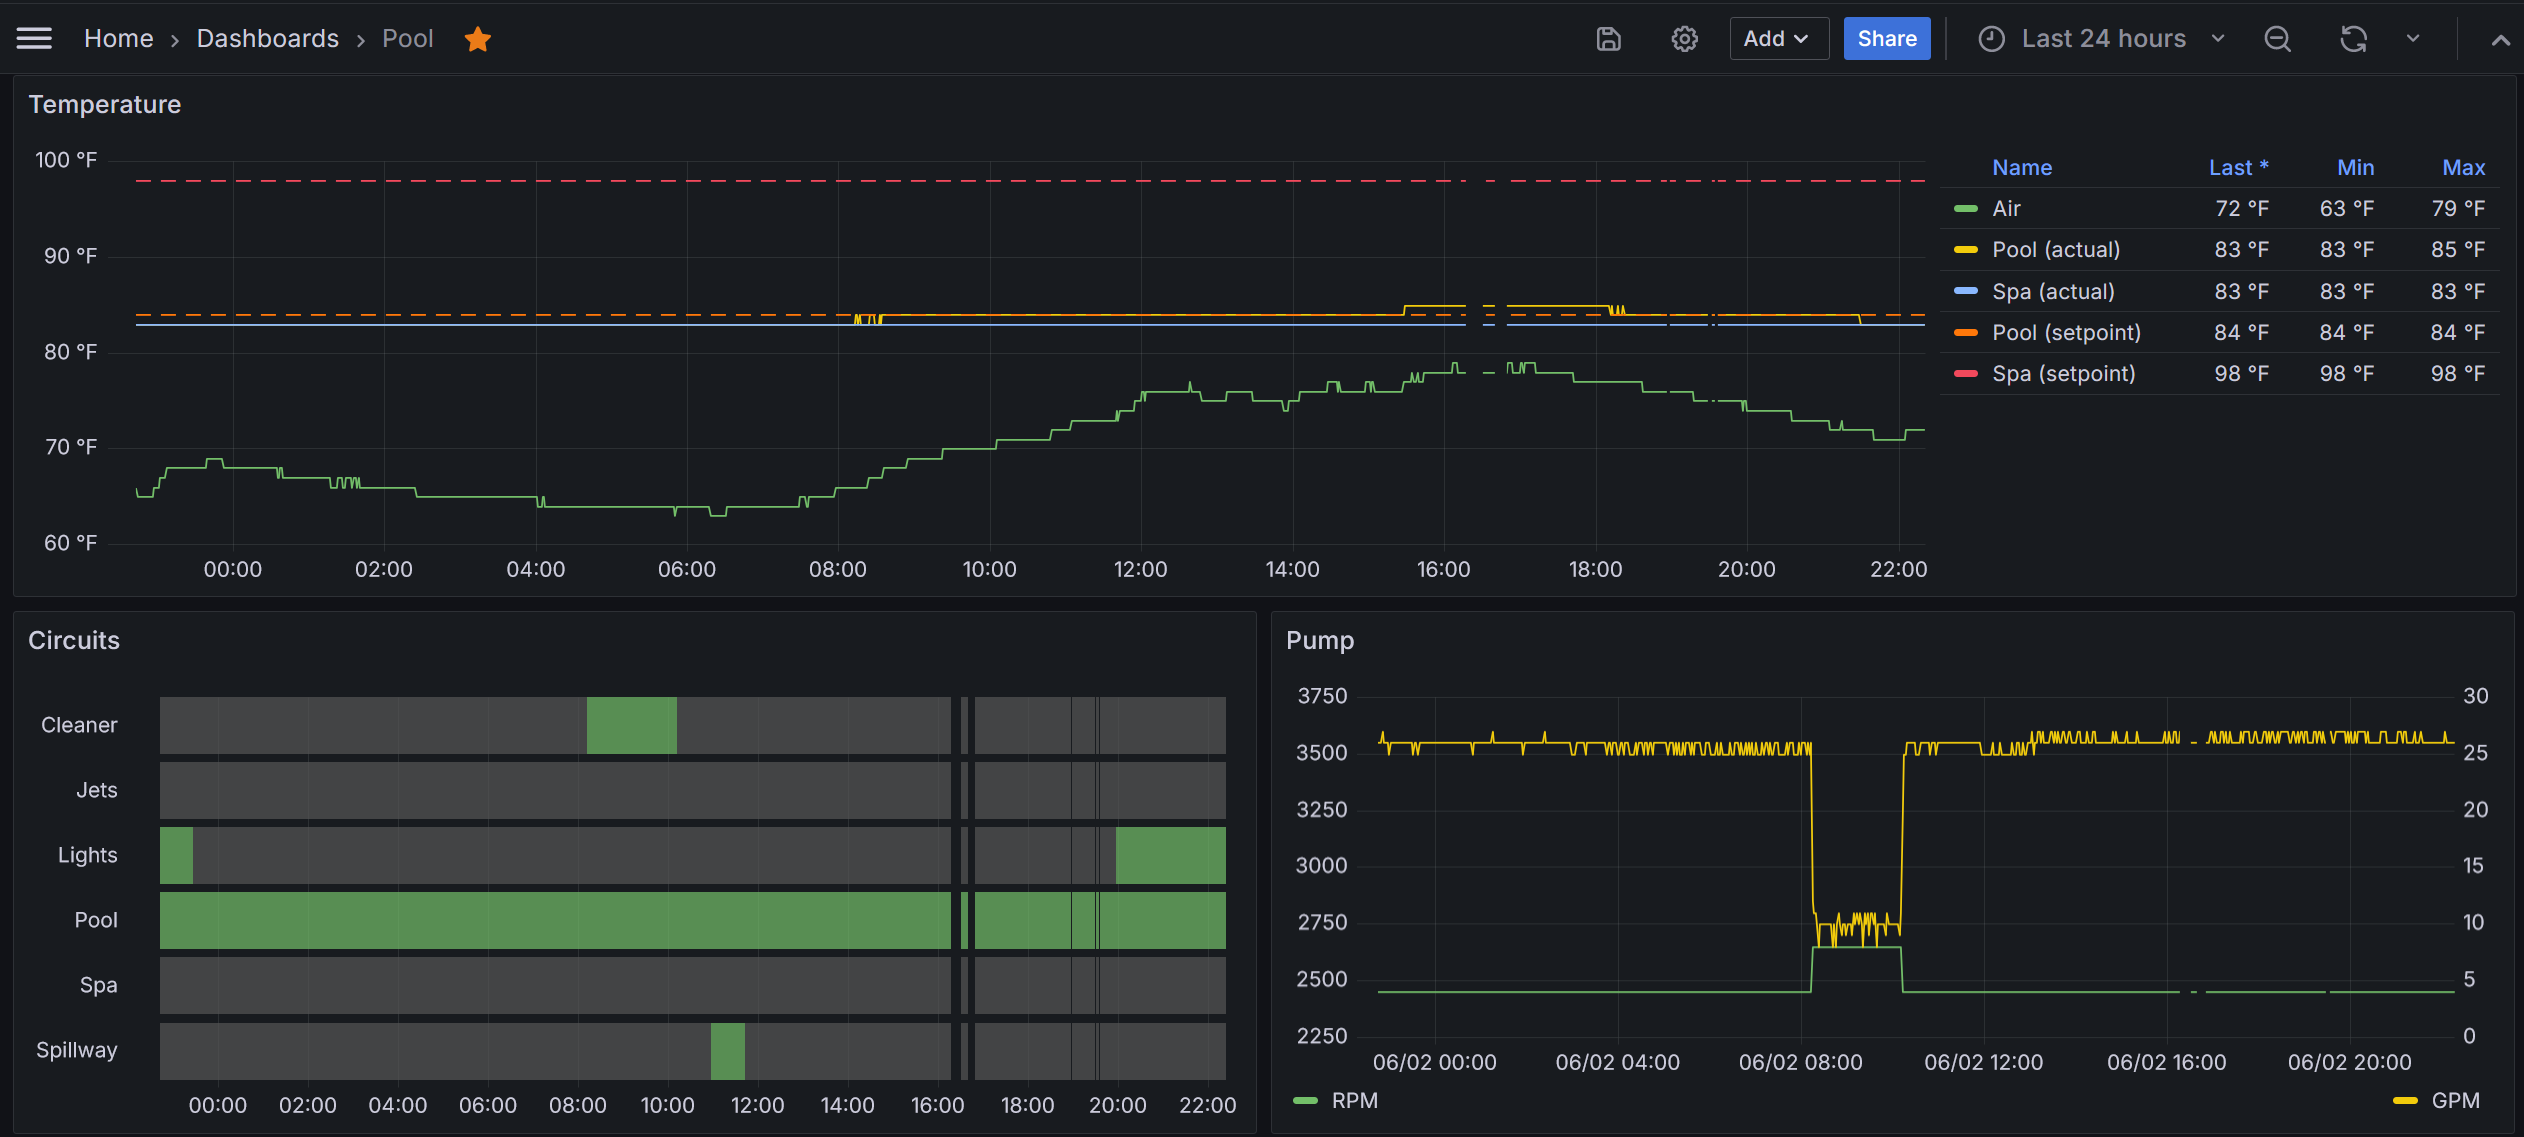 Home › Dashboards › Pool
Add
Share
Last 24 hours
Temperature
100 °F
90 °F
80 °F
70 °F
60 °F
00:00 02:00 04:00 06:00 08:00 10:00 12:00 14:00 16:00 18:00 20:00 22:00
Name Last * Min Max
Air 72 °F 63 °F 79 °F
Pool (actual) 83 °F 83 °F 85 °F
Spa (actual) 83 °F 83 °F 83 °F
Pool (setpoint) 84 °F 84 °F 84 °F
Spa (setpoint) 98 °F 98 °F 98 °F
Circuits
Cleaner
Jets
Lights
Pool
Spa
Spillway
00:00 02:00 04:00 06:00 08:00 10:00 12:00 14:00 16:00 18:00 20:00 22:00
Pump
3750 30
3500 25
3250 20
3000 15
2750 10
2500 5
2250 0
06/02 00:00 06/02 04:00 06/02 08:00 06/02 12:00 06/02 16:00 06/02 20:00
RPM GPM